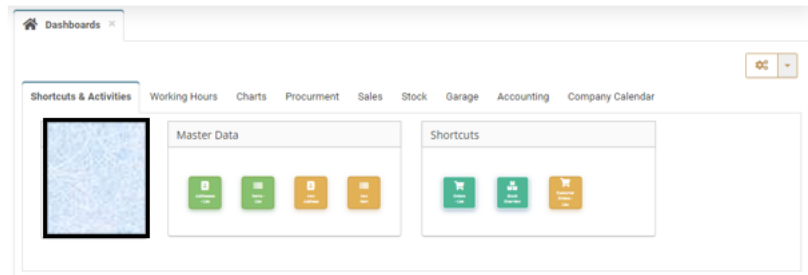 Dashboards ×
Shortcuts & Activities Working Hours Charts Procurment Sales Stock Garage Accounting Company Calendar
Master Data Shortcuts